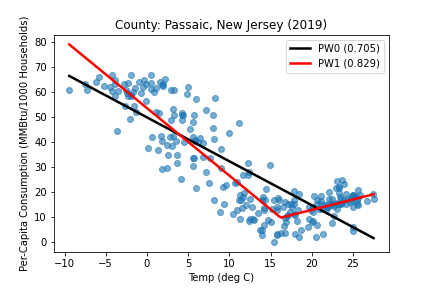 County: Passaic, New Jersey (2019)
PW0 (0.705)
PW1 (0.829)
Per-Capita Consumption (MMBtu/1000 Households)
80
70
60
50
40
30
20
10
0
−10 −5 0 5 10 15 20 25
Temp (deg C)